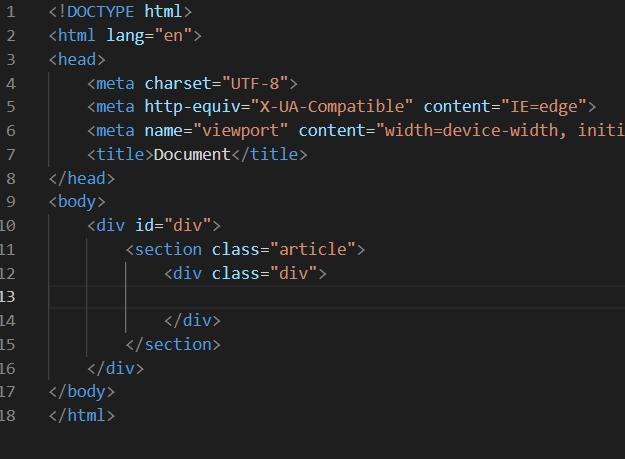 1 <!DOCTYPE html>
2 <html lang="en">
3 <head>
4     <meta charset="UTF-8">
5     <meta http-equiv="X-UA-Compatible" content="IE=edge">
6     <meta name="viewport" content="width=device-width, initi
7     <title>Document</title>
8 </head>
9 <body>
10     <div id="div">
11         <section class="article">
12             <div class="div">
13
14             </div>
15         </section>
16     </div>
17 </body>
18 </html>